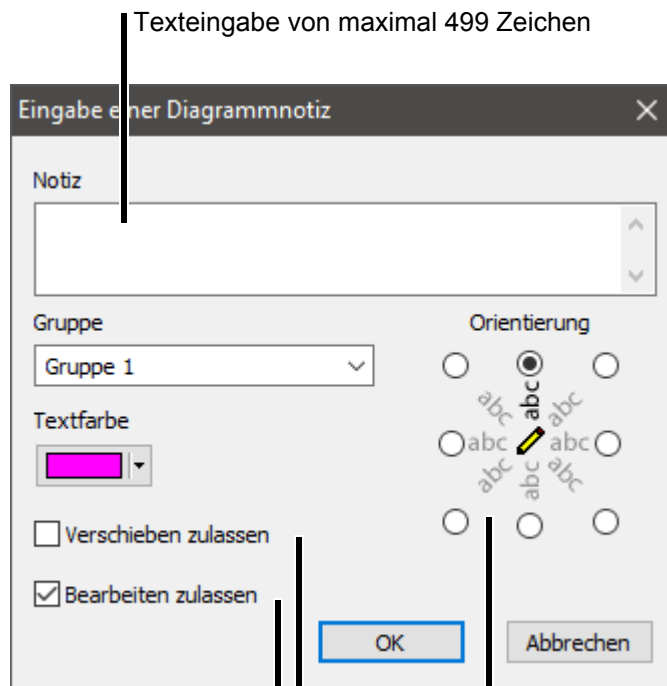 Texteingabe von maximal 499 Zeichen
Eingabe einer Diagrammnotiz
Notiz
Gruppe
Orientierung
Gruppe 1
Textfarbe
abc abc abc
abc abc
abc abc abc
Verschieben zulassen
Bearbeiten zulassen
OK
Abbrechen